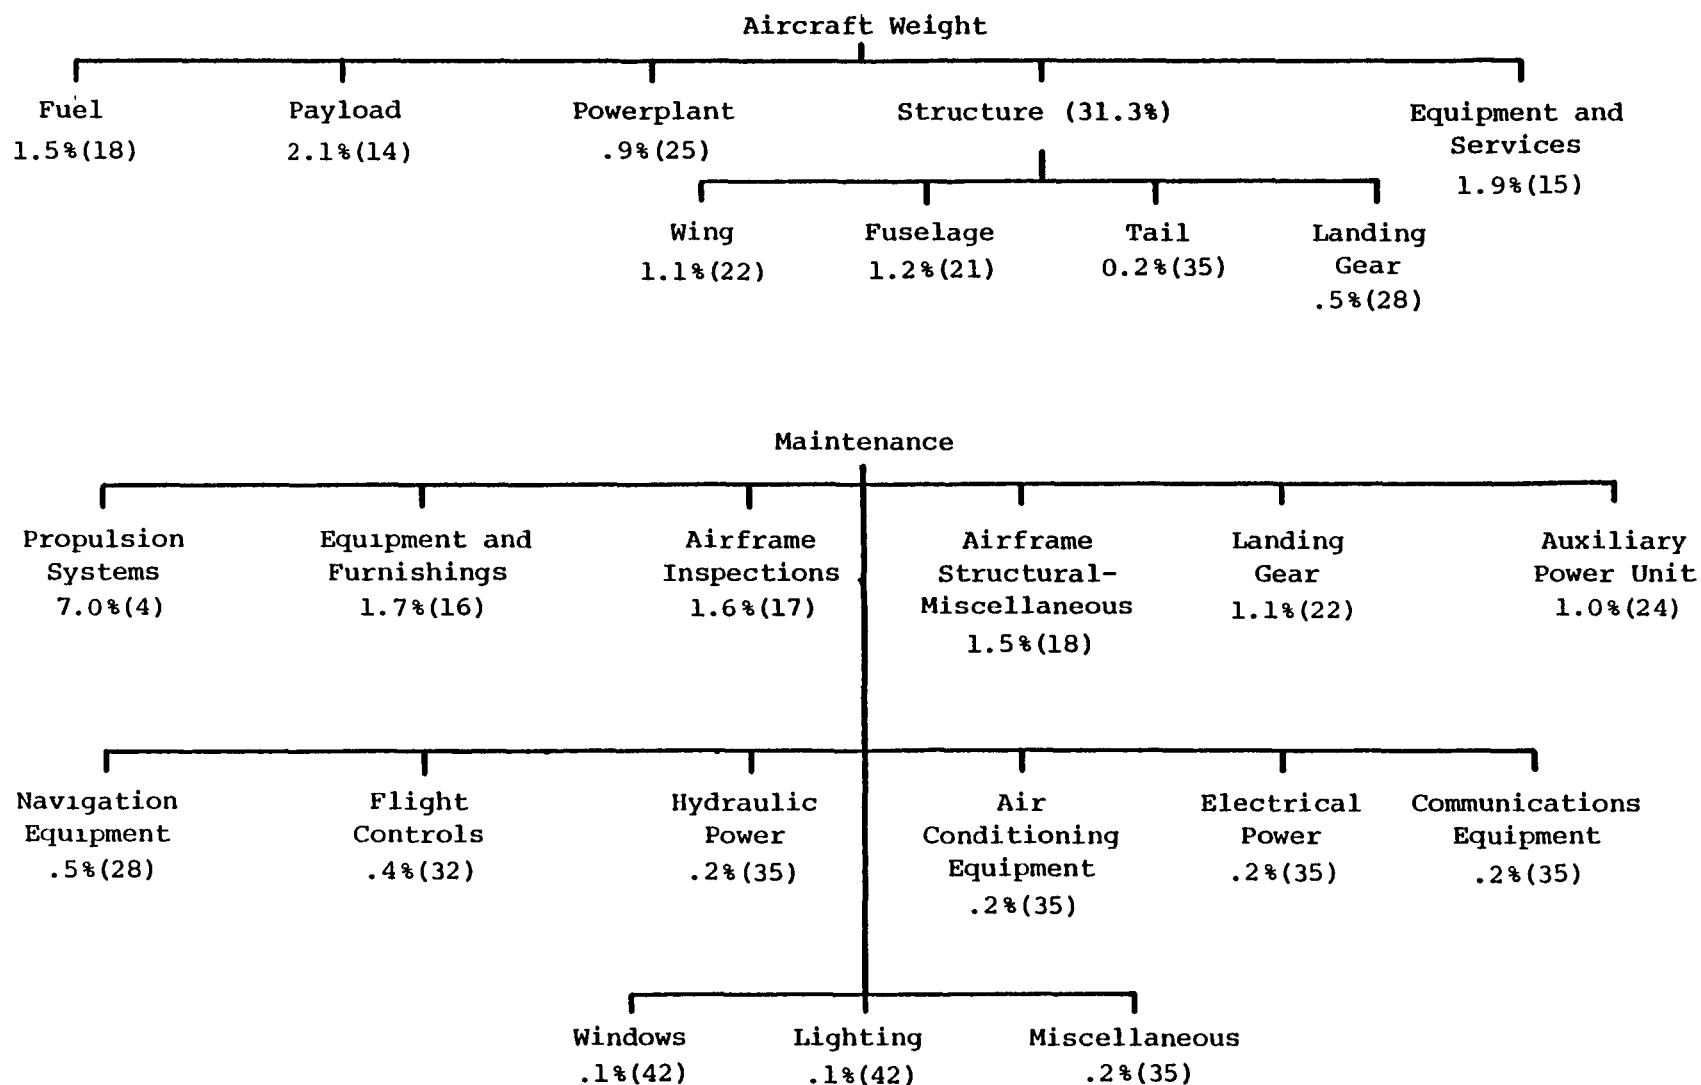 Aircraft Weight
Fuel
1.5%(18)
Payload
2.1%(14)
Powerplant
.9%(25)
Structure (31.3%)
Equipment and
Services
1.9%(15)
Wing
1.1%(22)
Fuselage
1.2%(21)
Tail
0.2%(35)
Landing
Gear
.5%(28)
Maintenance
Propulsion
Systems
7.0%(4)
Equipment and
Furnishings
1.7%(16)
Airframe
Inspections
1.6%(17)
Airframe
Structural-
Miscellaneous
1.5%(18)
Landing
Gear
1.1%(22)
Auxiliary
Power Unit
1.0%(24)
Navigation
Equipment
.5%(28)
Flight
Controls
.4%(32)
Hydraulic
Power
.2%(35)
Air
Conditioning
Equipment
.2%(35)
Electrical
Power
.2%(35)
Communications
Equipment
.2%(35)
Windows
.1%(42)
Lighting
.1%(42)
Miscellaneous
.2%(35)